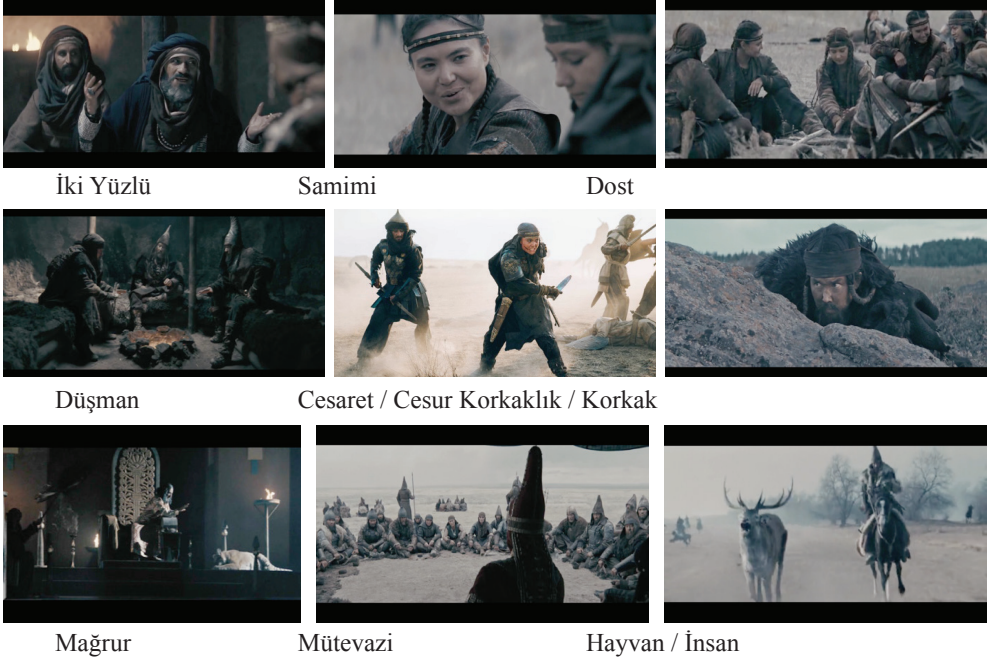 İki Yüzlü Samimi Dost
Düşman Cesaret / Cesur Korkaklık / Korkak
Mağrur Mütevazi Hayvan / İnsan